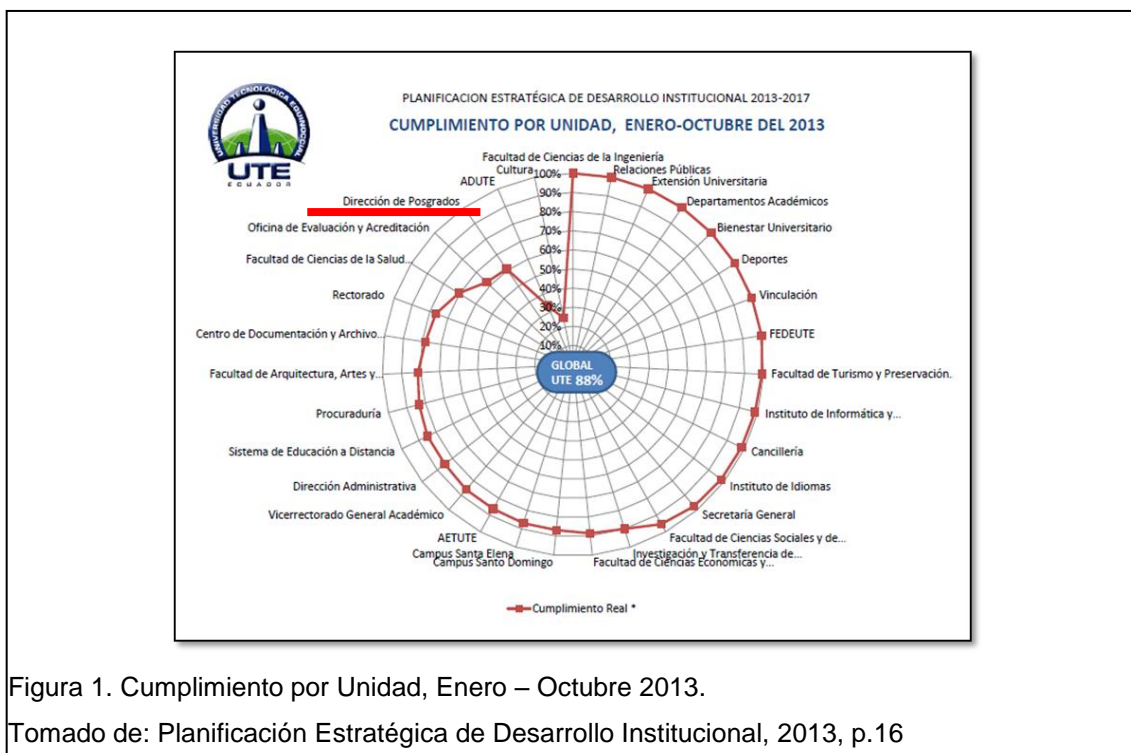 UNIVERSIDAD TECNOLOGICA EQUINOCCIAL
UTE
ECUADOR
PLANIFICACION ESTRATÉGICA DE DESARROLLO INSTITUCIONAL 2013-2017
CUMPLIMIENTO POR UNIDAD, ENERO-OCTUBRE DEL 2013
Facultad de Ciencias de la Ingeniería
Relaciones Públicas
Extensión Universitaria
Departamentos Académicos
Bienestar Universitario
Deportes
Vinculación
FEDEUTE
Facultad de Turismo y Preservación.
Instituto de Informática y...
Cancillería
Instituto de Idiomas
Secretaría General
Facultad de Ciencias Sociales y de...
Investigación y Transferencia de...
Facultad de Ciencias Económicas y...
Campus Santo Domingo
Campus Santa Elena
AETUTE
Vicerrectorado General Académico
Dirección Administrativa
Sistema de Educación a Distancia
Procuraduría
Facultad de Arquitectura, Artes y...
Centro de Documentación y Archivo...
Rectorado
Facultad de Ciencias de la Salud...
Oficina de Evaluación y Acreditación
Dirección de Posgrados
ADUTE
Cultura
100%
90%
80%
70%
60%
50%
40%
30%
20%
10%
GLOBAL
UTE 88%
Cumplimiento Real *
Figura 1. Cumplimiento por Unidad, Enero – Octubre 2013.
Tomado de: Planificación Estratégica de Desarrollo Institucional, 2013, p.16